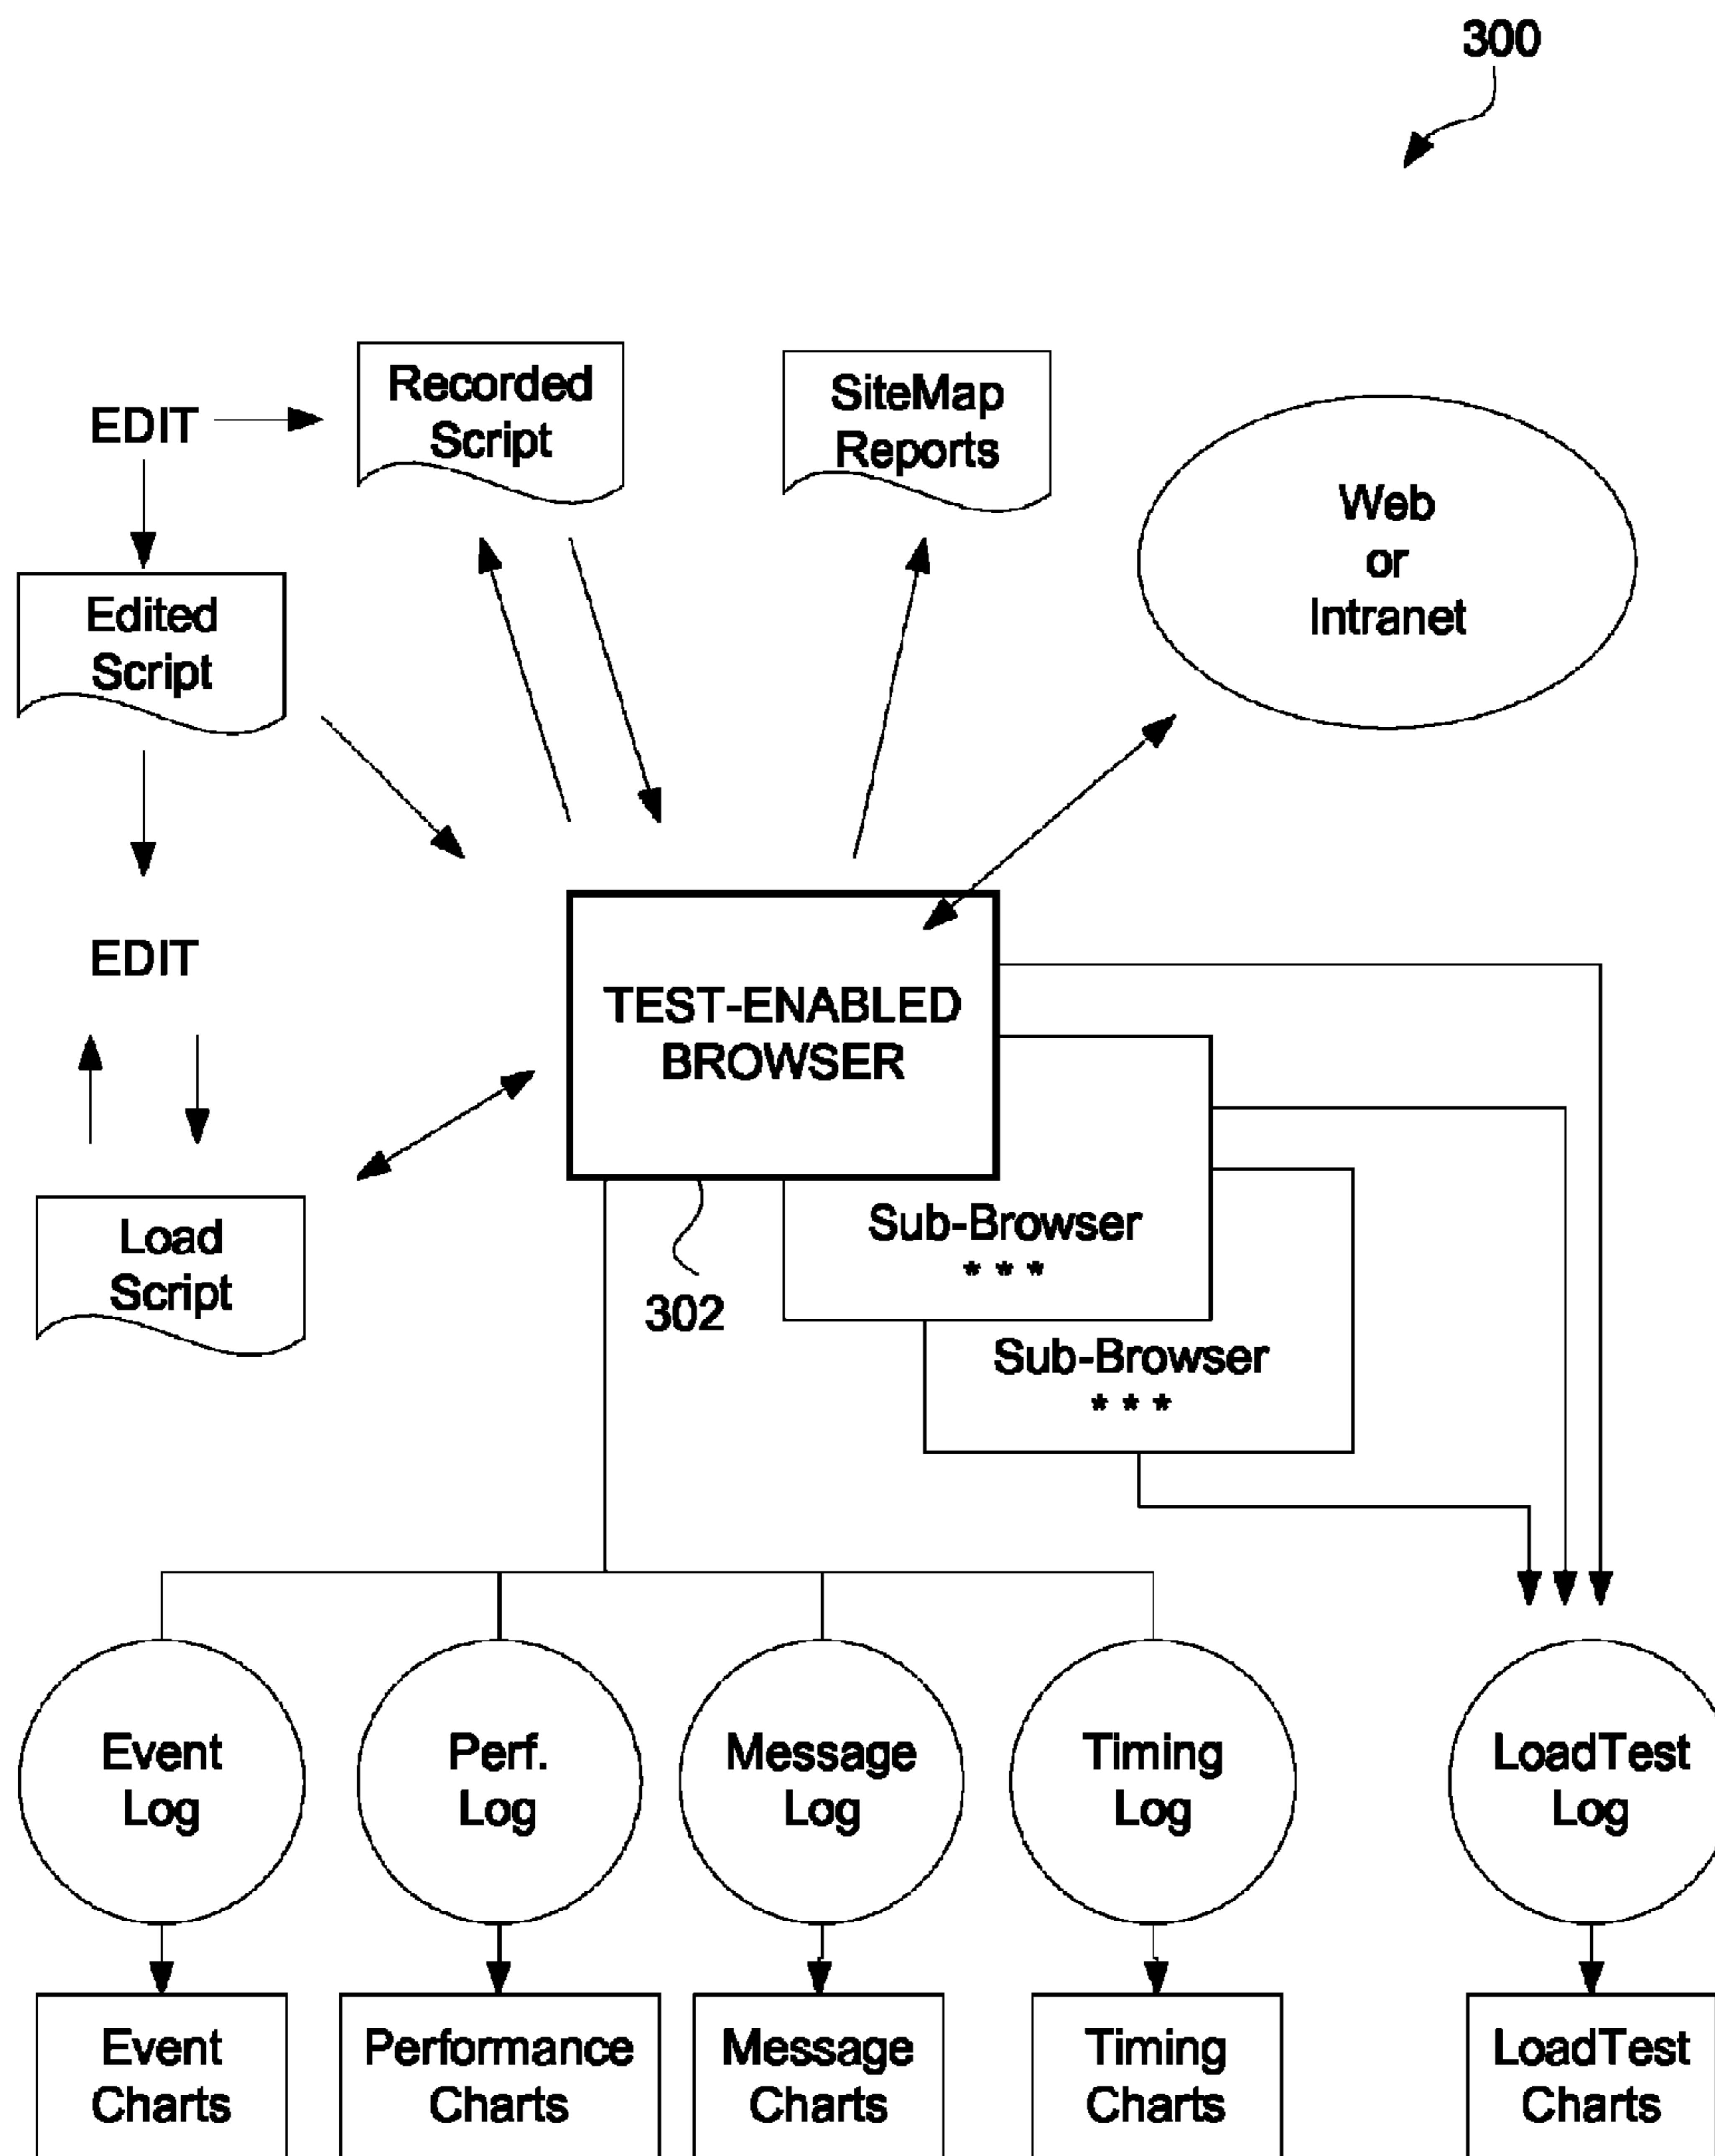 300
Recorded
Script
SiteMap
Reports
EDIT
Web
or
Intranet
Edited
Script
EDIT
TEST-ENABLED
BROWSER
Load
Script
Sub-Browser
* * *
302
Sub-Browser
* * *
Event
Log
Perf.
Log
Message
Log
Timing
Log
LoadTest
Log
Event
Charts
Performance
Charts
Message
Charts
Timing
Charts
LoadTest
Charts